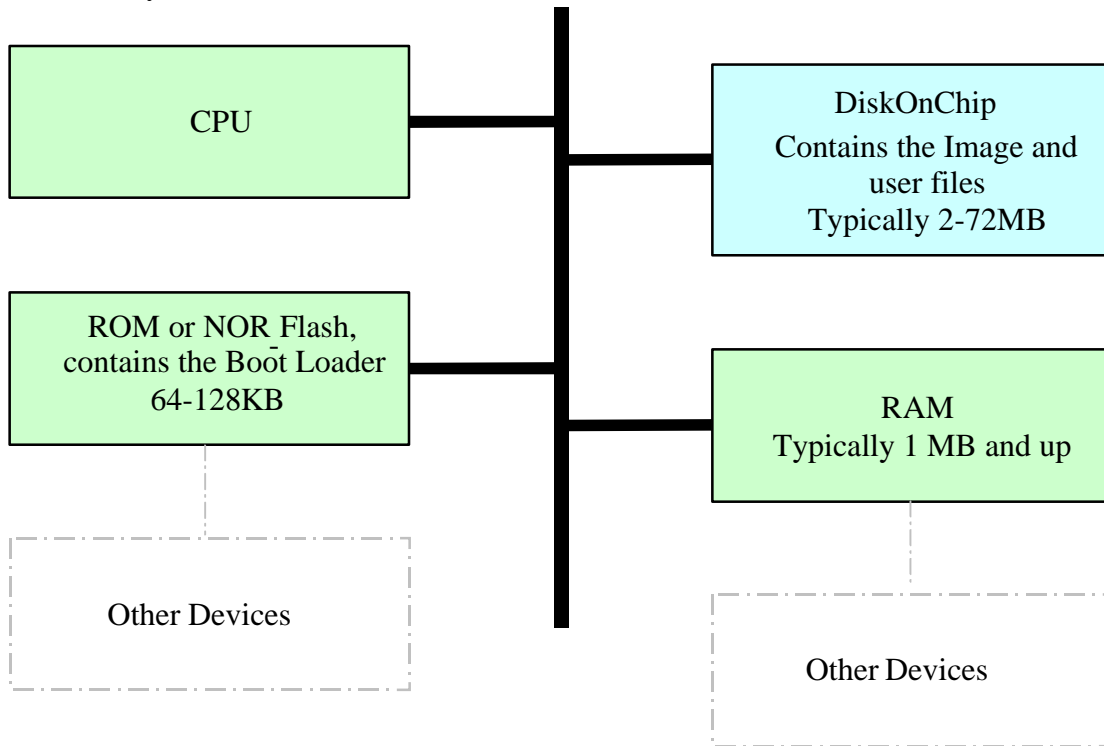 CPU
DiskOnChip
Contains the Image and
user files
Typically 2-72MB
ROM or NOR Flash,
contains the Boot Loader
64-128KB
RAM
Typically 1 MB and up
Other Devices
Other Devices